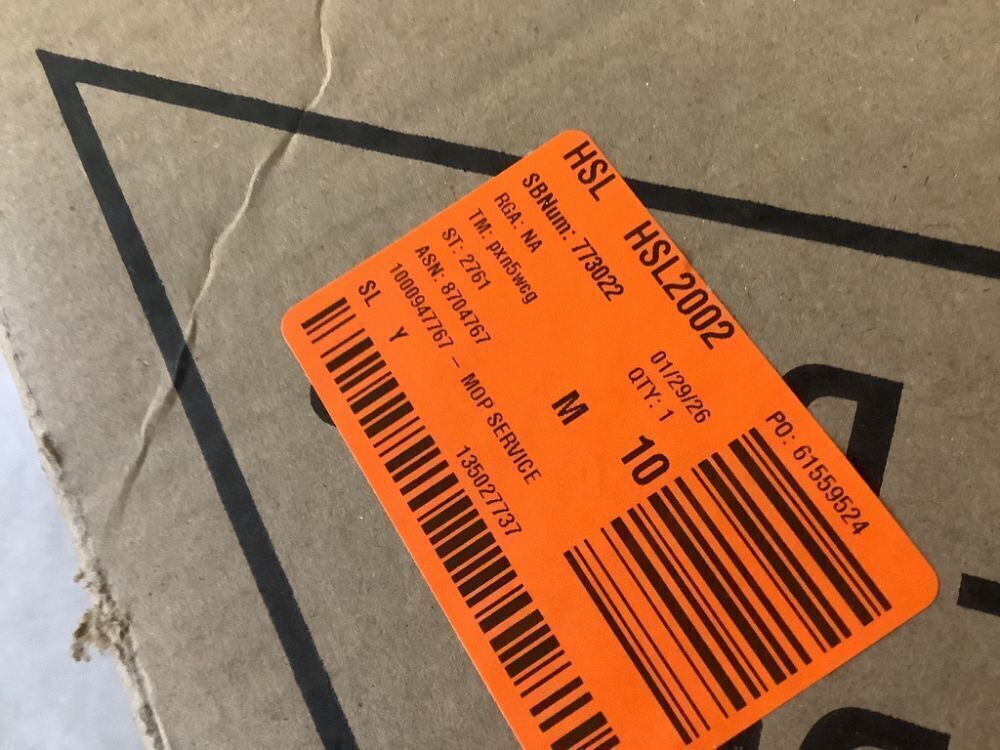 HSL HSL2002
SBNum: 773022
RGA: NA
TM: pxn5wcg
ST: 2761
ASN: 8704767
1000947767 - MOP SERVICE
SL Y
135027737
01/29/26
QTY: 1
M 10
PO: 61559524